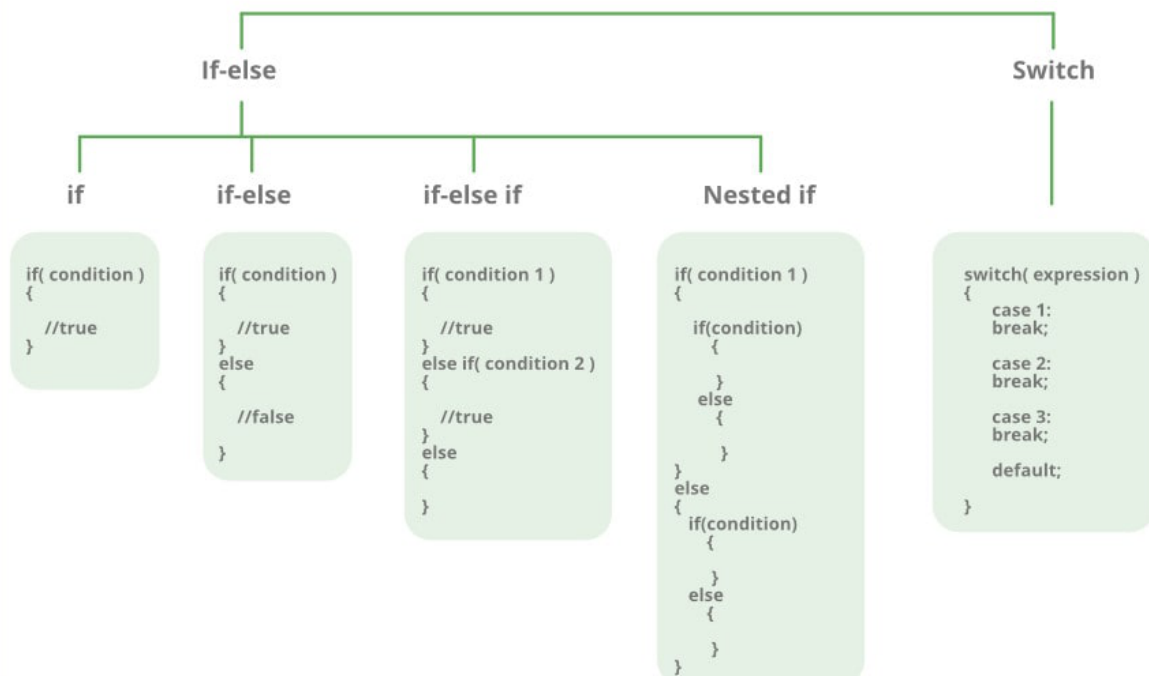 If-else
Switch
if
if-else
if-else if
Nested if
if( condition )
{
//true
}
if( condition )
{
//true
}
else
{
//false
}
if( condition 1 )
{
//true
}
else if( condition 2 )
{
//true
}
else
{
}
if( condition 1 )
{
if(condition)
{
}
else
{
}
}
else
{
if(condition)
{
}
else
{
}
}
switch( expression )
{
case 1:
break;
case 2:
break;
case 3:
break;
default;
}